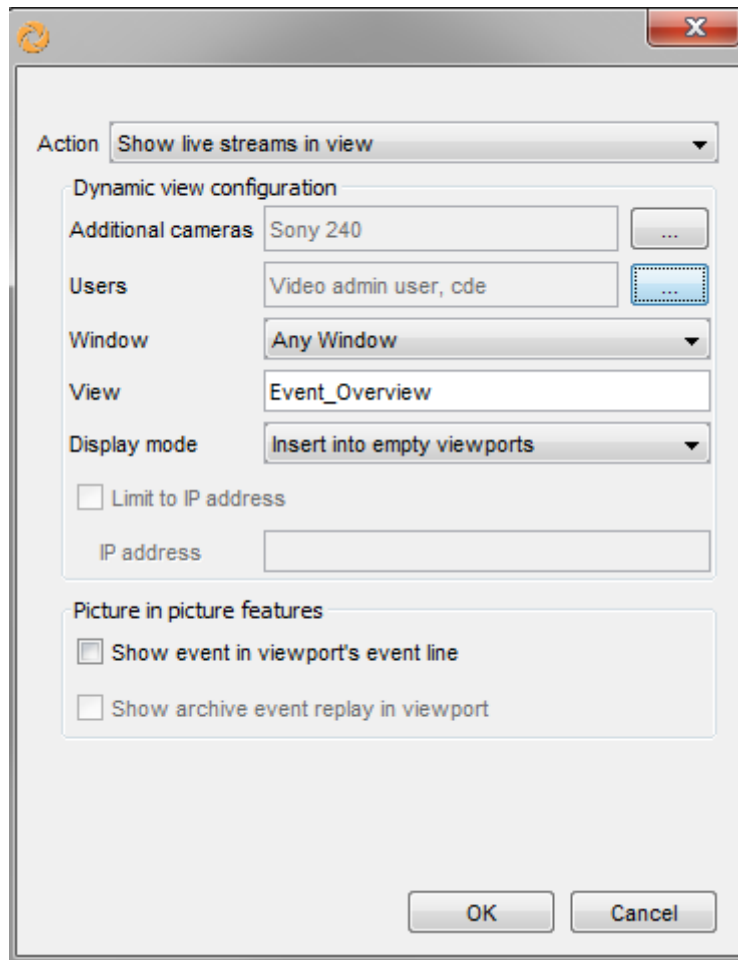 Action Show live streams in view
Dynamic view configuration
Additional cameras Sony 240 ...
Users Video admin user, cde ...
Window Any Window
View Event_Overview
Display mode Insert into empty viewports
Limit to IP address
IP address
Picture in picture features
Show event in viewport's event line
Show archive event replay in viewport
OK Cancel